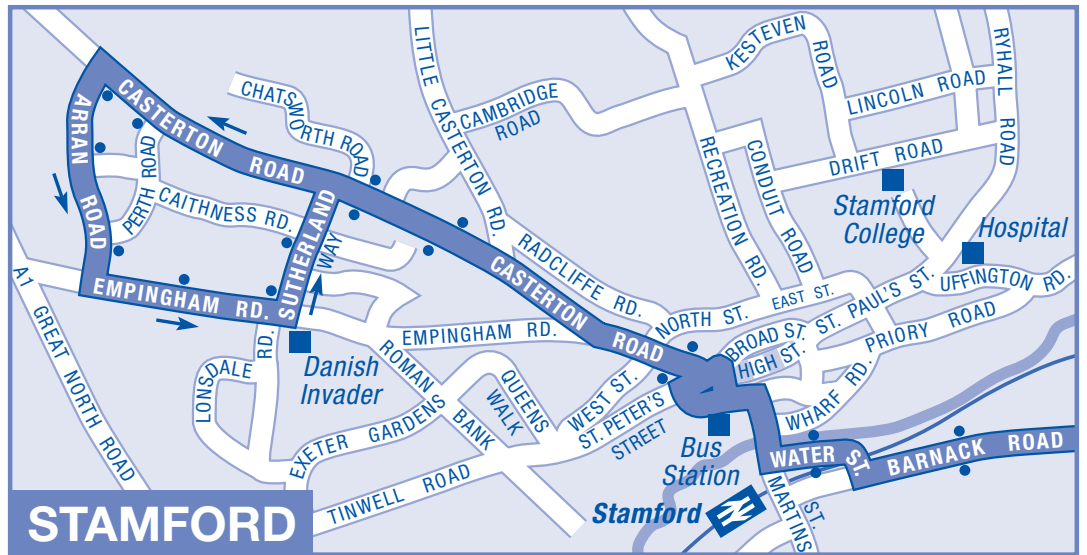 CASTERTON ROAD
CHATSWORTH ROAD
LITTLE CASTERTON RD.
CAMBRIDGE
ROAD
KESTEVEN
ROAD
RYHALL ROAD
LINCOLN ROAD
DRIFT ROAD
RECREATION RD.
CONDUIT ROAD
Stamford
College
Hospital
UFFINGTON RD.
ARRAN ROAD
PERTH ROAD
CAITHNESS RD.
SUTHERLAND
WAY
A1 GREAT NORTH ROAD
EMPINGHAM RD.
CASTERTON ROAD
RADCLIFFE RD.
NORTH ST.
EAST ST.
BROAD ST.
ST. PAUL'S ST.
HIGH ST.
PRIORY ROAD
WHARF RD.
EMPINGHAM RD.
Danish
Invader
LONSDALE RD.
ROMAN BANK
QUEENS
WALK
WEST ST.
ST. PETER'S
STREET
EXETER GARDENS
TINWELL ROAD
Bus
Station
WATER ST.
BARNACK ROAD
Stamford
MARTINS
ST.
STAMFORD